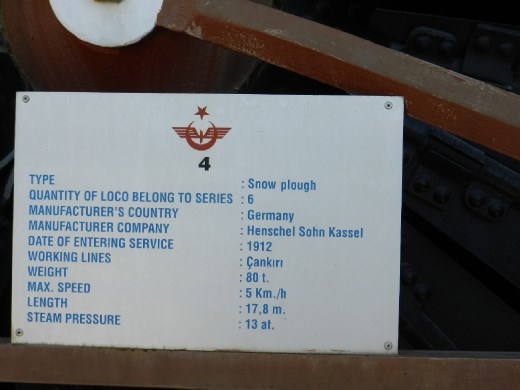 4
TYPE : Snow plough
QUANTITY OF LOCO BELONG TO SERIES : 6
MANUFACTURER'S COUNTRY : Germany
MANUFACTURER COMPANY : Henschel Sohn Kassel
DATE OF ENTERING SERVICE : 1912
WORKING LINES : Çankırı
WEIGHT : 80 t.
MAX. SPEED : 5 Km./h
LENGTH : 17,8 m.
STEAM PRESSURE : 13 at.